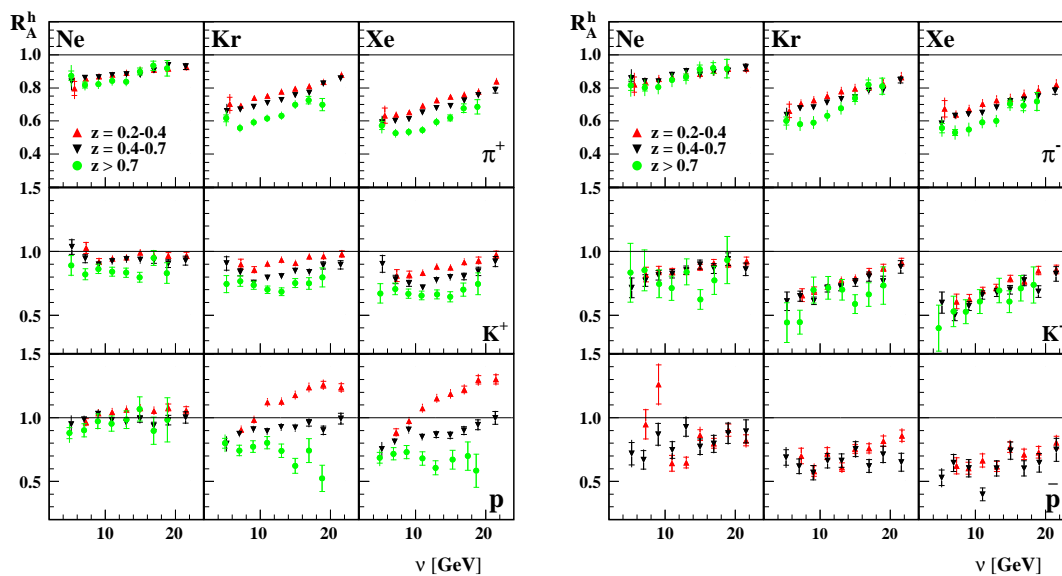 R_A^h
Ne Kr Xe
1.0
0.8
0.6
0.4
z = 0.2-0.4
z = 0.4-0.7
z > 0.7
π+
1.5
1.0
0.5
K+
1.5
1.0
0.5
p
10 20 10 20 10 20
ν [GeV]
R_A^h
Ne Kr Xe
1.0
0.8
0.6
0.4
z = 0.2-0.4
z = 0.4-0.7
z > 0.7
π-
1.5
1.0
0.5
K-
1.5
1.0
0.5
p̄
10 20 10 20 10 20
ν [GeV]